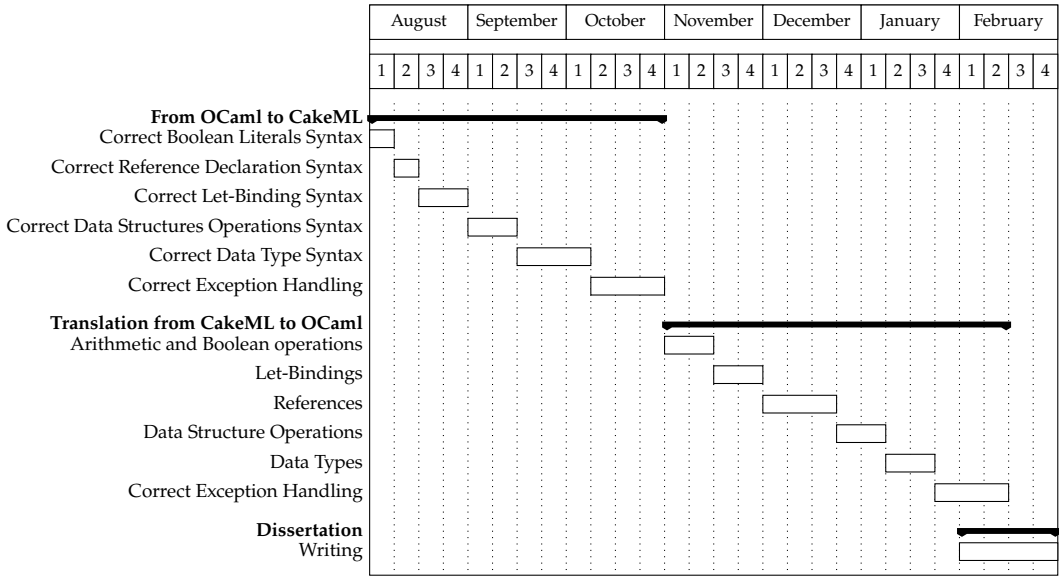 August September October November December January February
1 2 3 4 1 2 3 4 1 2 3 4 1 2 3 4 1 2 3 4 1 2 3 4 1 2 3 4
From OCaml to CakeML
Correct Boolean Literals Syntax
Correct Reference Declaration Syntax
Correct Let-Binding Syntax
Correct Data Structures Operations Syntax
Correct Data Type Syntax
Correct Exception Handling
Translation from CakeML to OCaml
Arithmetic and Boolean operations
Let-Bindings
References
Data Structure Operations
Data Types
Correct Exception Handling
Dissertation
Writing